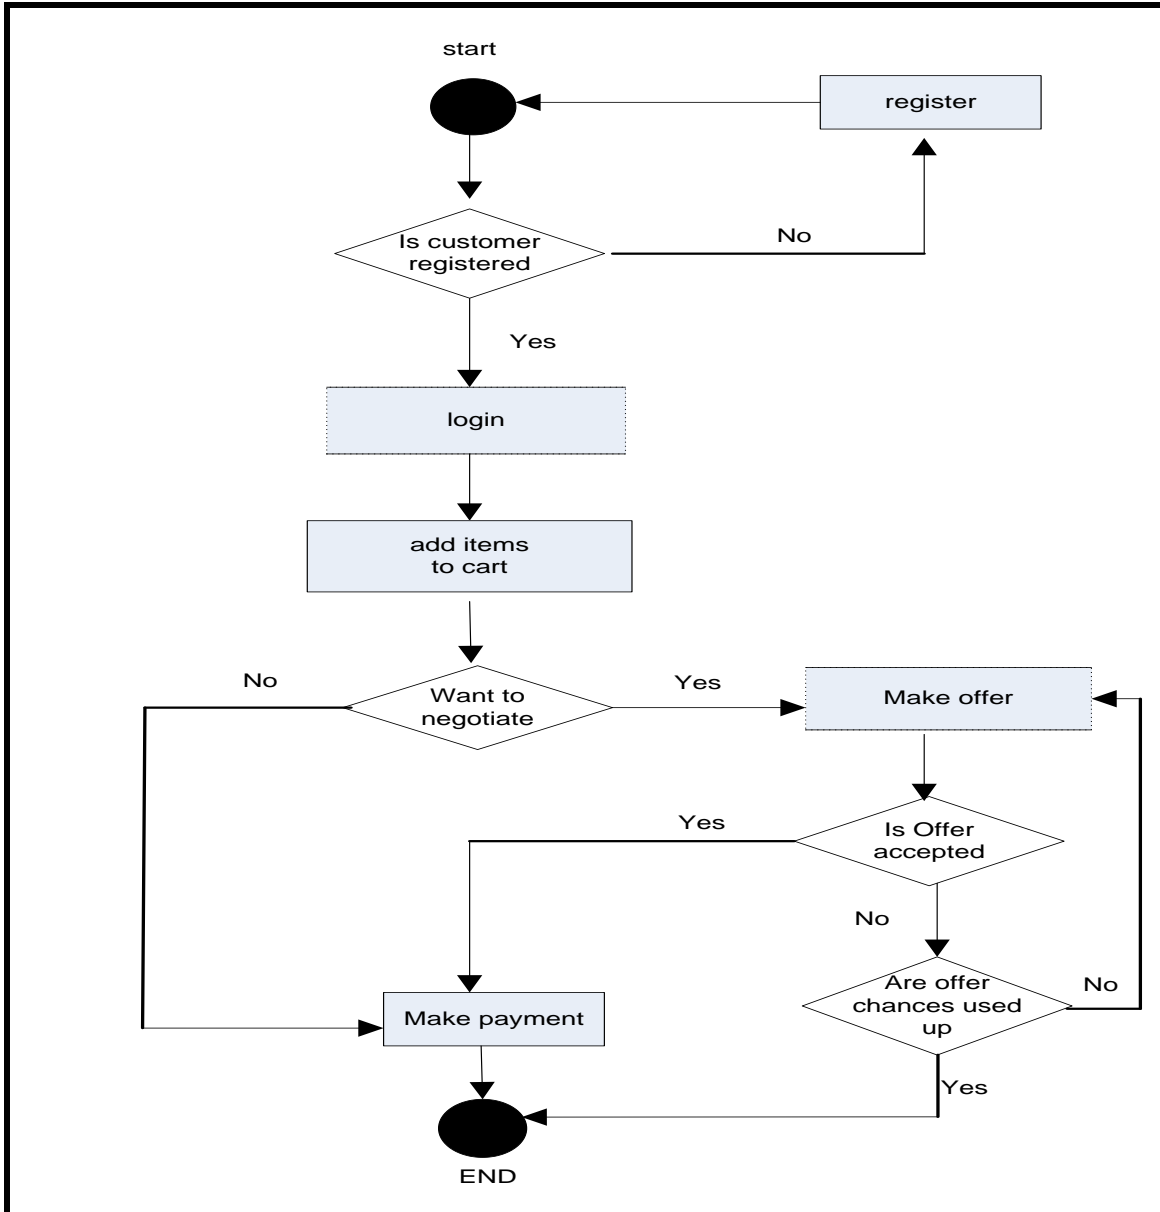 start
register
Is customer
registered
No
Yes
login
add items
to cart
No
Want to
negotiate
Yes
Make offer
Yes
Is Offer
accepted
No
Are offer
chances used
up
No
Make payment
Yes
END